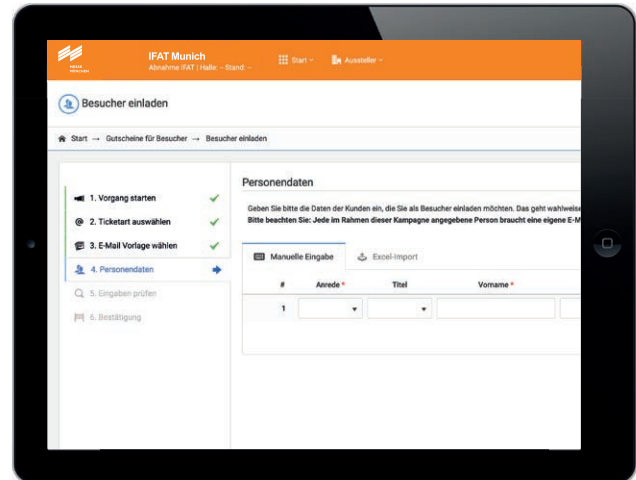 MESSE
MÜNCHEN
IFAT Munich
Abnahme IFAT | Halle: – Stand: –
Start
Aussteller
Besucher einladen
Start → Gutscheine für Besucher → Besucher einladen
1. Vorgang starten
2. Ticketart auswählen
3. E-Mail Vorlage wählen
4. Personendaten
5. Eingaben prüfen
6. Bestätigung
Personendaten
Geben Sie bitte die Daten der Kunden ein, die Sie als Besucher einladen möchten. Das geht wahlweise
Bitte beachten Sie: Jede im Rahmen dieser Kampagne angegebene Person braucht eine eigene E-M
Manuelle Eingabe
Excel-Import
# Anrede * Titel Vorname *
1